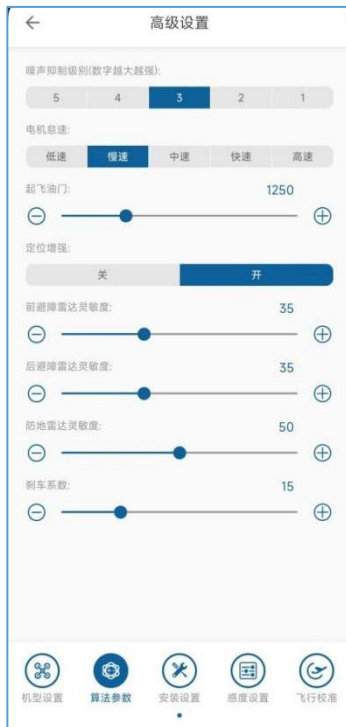 高级设置
噪声抑制级别(数字越大越强):
5 4 3 2 1
电机怠速:
低速 慢速 中速 快速 高速
起飞油门: 1250
定位增强:
关 开
前避障雷达灵敏度: 35
后避障雷达灵敏度: 35
防地雷达灵敏度: 50
刹车系数: 15
机型设置 算法参数 安装设置 感度设置 飞行校准